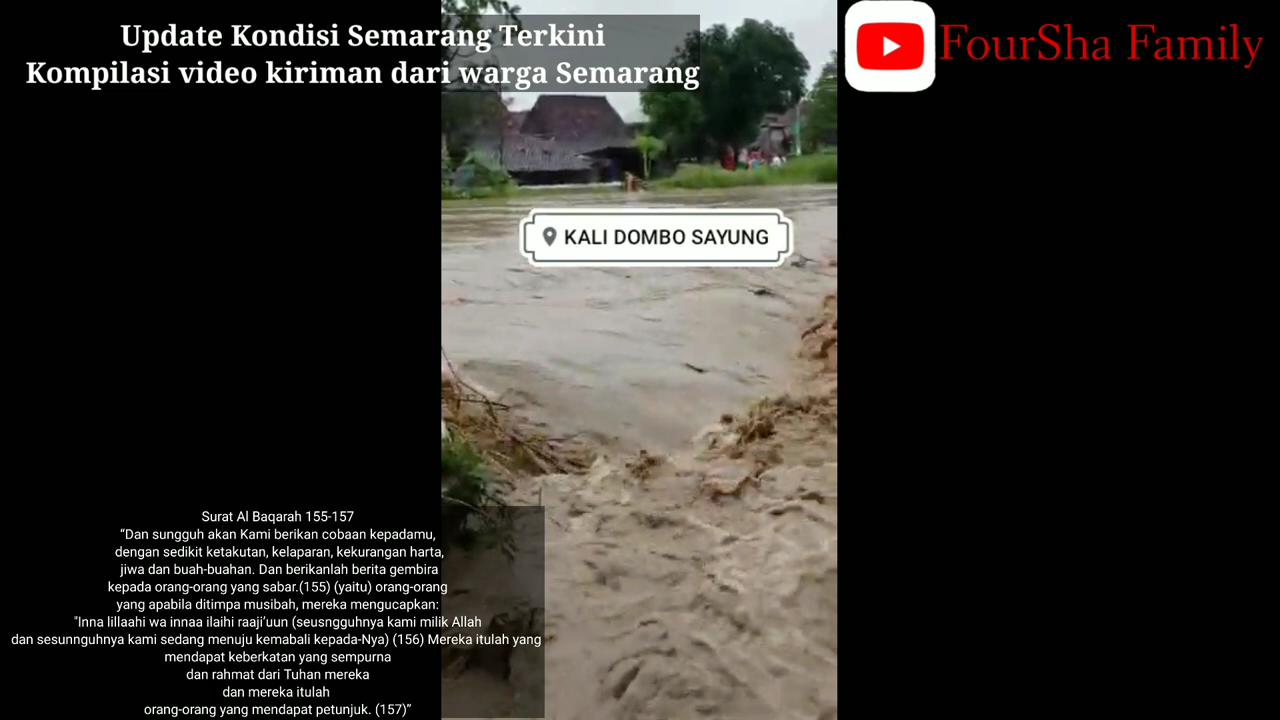 Update Kondisi Semarang Terkini
Kompilasi video kiriman dari warga Semarang
FourSha Family
KALI DOMBO SAYUNG
Surat Al Baqarah 155-157
“Dan sungguh akan Kami berikan cobaan kepadamu,
dengan sedikit ketakutan, kelaparan, kekurangan harta,
jiwa dan buah-buahan. Dan berikanlah berita gembira
kepada orang-orang yang sabar.(155) (yaitu) orang-orang
yang apabila ditimpa musibah, mereka mengucapkan:
"Inna lillaahi wa innaa ilaihi raaji’uun (seusngguhnya kami milik Allah
dan sesunnguhnya kami sedang menuju kemabali kepada-Nya) (156) Mereka itulah yang
mendapat keberkatan yang sempurna
dan rahmat dari Tuhan mereka
dan mereka itulah
orang-orang yang mendapat petunjuk. (157)”